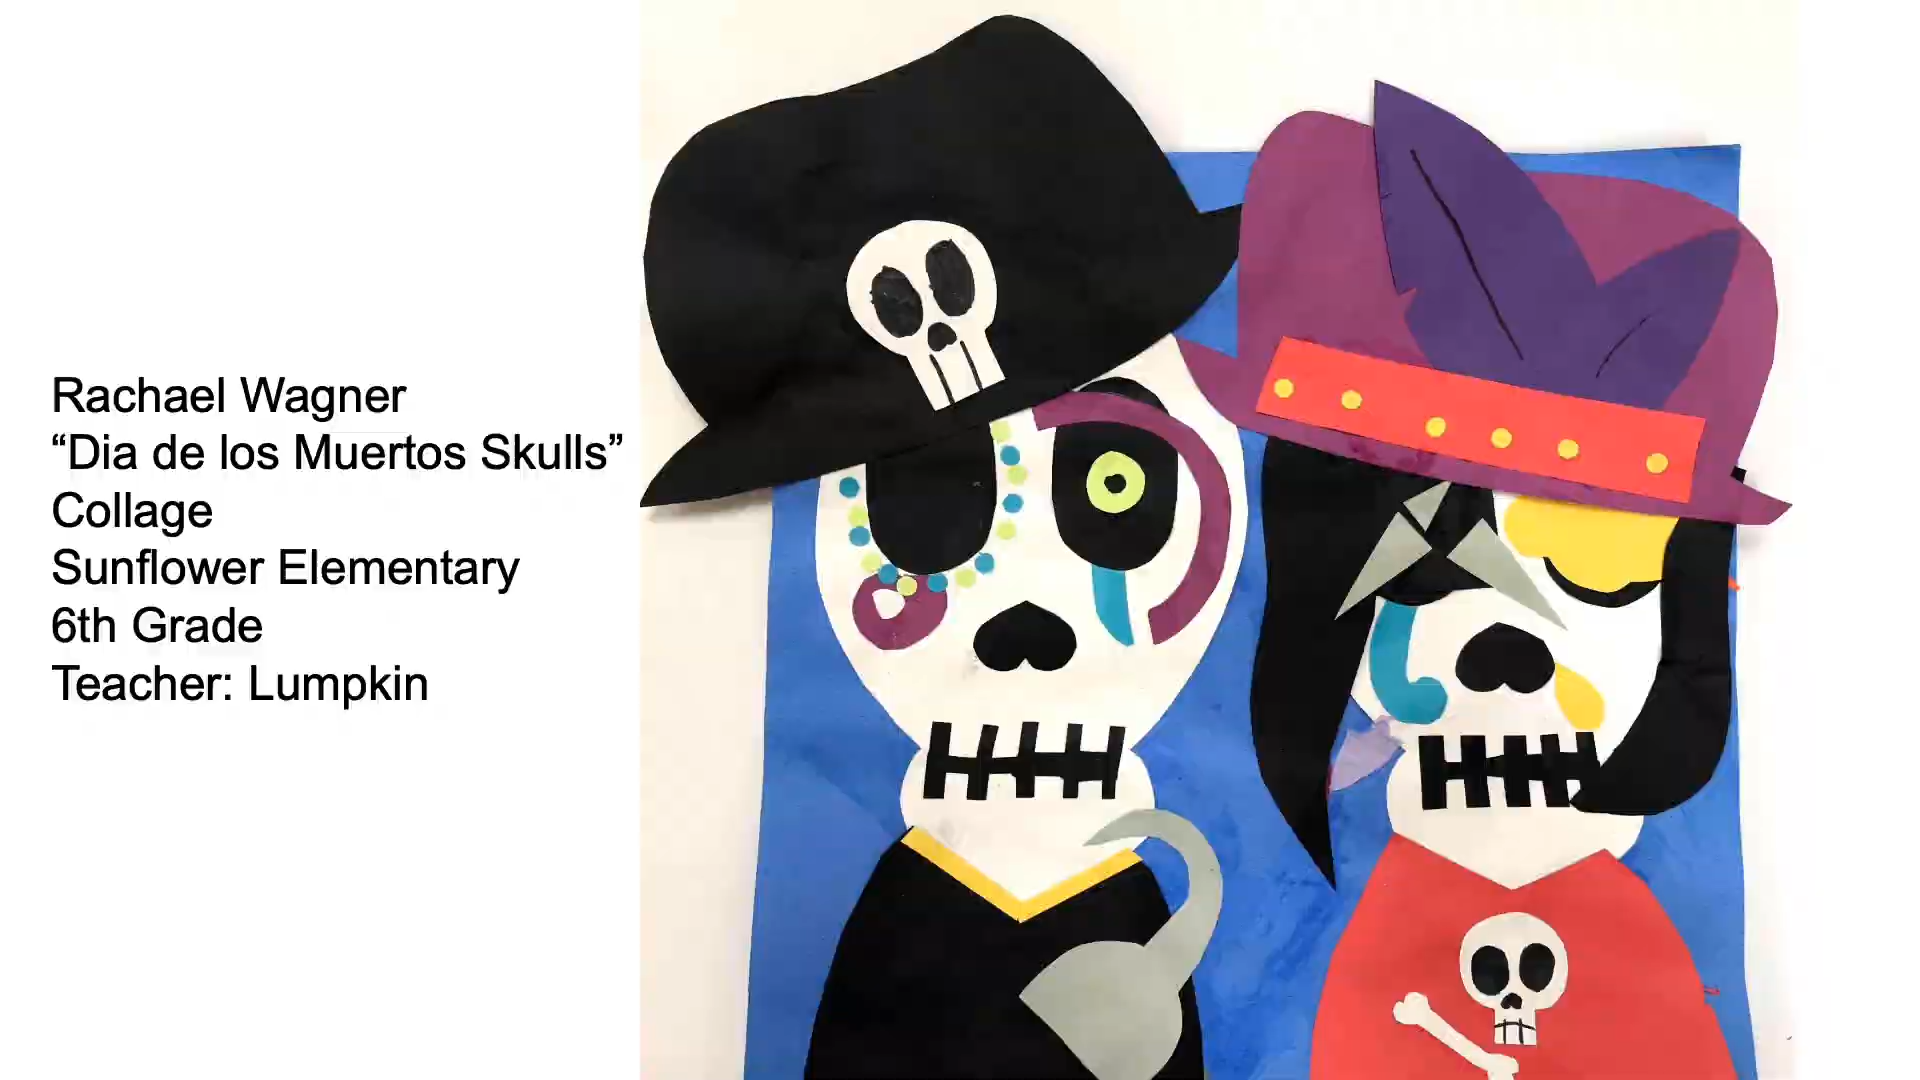 Rachael Wagner
“Dia de los Muertos Skulls”
Collage
Sunflower Elementary
6th Grade
Teacher: Lumpkin